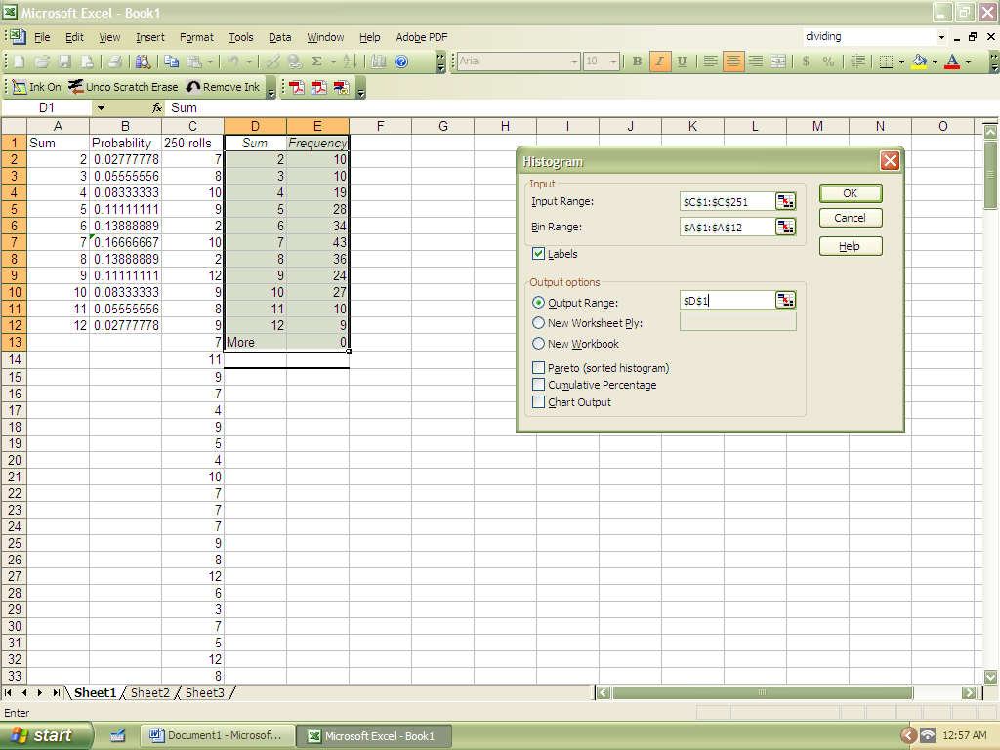 Microsoft Excel - Book1
File Edit View Insert Format Tools Data Window Help Adobe PDF dividing
Arial 10 B I U $ %
Ink On Undo Scratch Erase Remove Ink
D1 fx Sum
A B C D E F G H I J K L M N O
1 Sum Probability 250 rolls Sum Frequency
2 2 0.02777778 7 2 10
3 3 0.05555556 8 3 10
4 4 0.08333333 10 4 19
5 5 0.11111111 9 5 28
6 6 0.13888889 2 6 34
7 7 0.16666667 10 7 43
8 8 0.13888889 2 8 36
9 9 0.11111111 12 9 24
10 10 0.08333333 9 10 27
11 11 0.05555556 8 11 10
12 12 0.02777778 9 12 9
13 7 More 0
14 11
15 9
16 7
17 4
18 9
19 5
20 4
21 10
22 7
23 7
24 7
25 9
26 8
27 12
28 6
29 3
30 7
31 5
32 12
33 8
Histogram
Input
Input Range: $C$1:$C$251
Bin Range: $A$1:$A$12
Labels
OK
Cancel
Help
Output options
Output Range: $D$1
New Worksheet Ply:
New Workbook
Pareto (sorted histogram)
Cumulative Percentage
Chart Output
Sheet1 Sheet2 Sheet3
Enter
start Document1 - Microsof... Microsoft Excel - Book1 12:57 AM